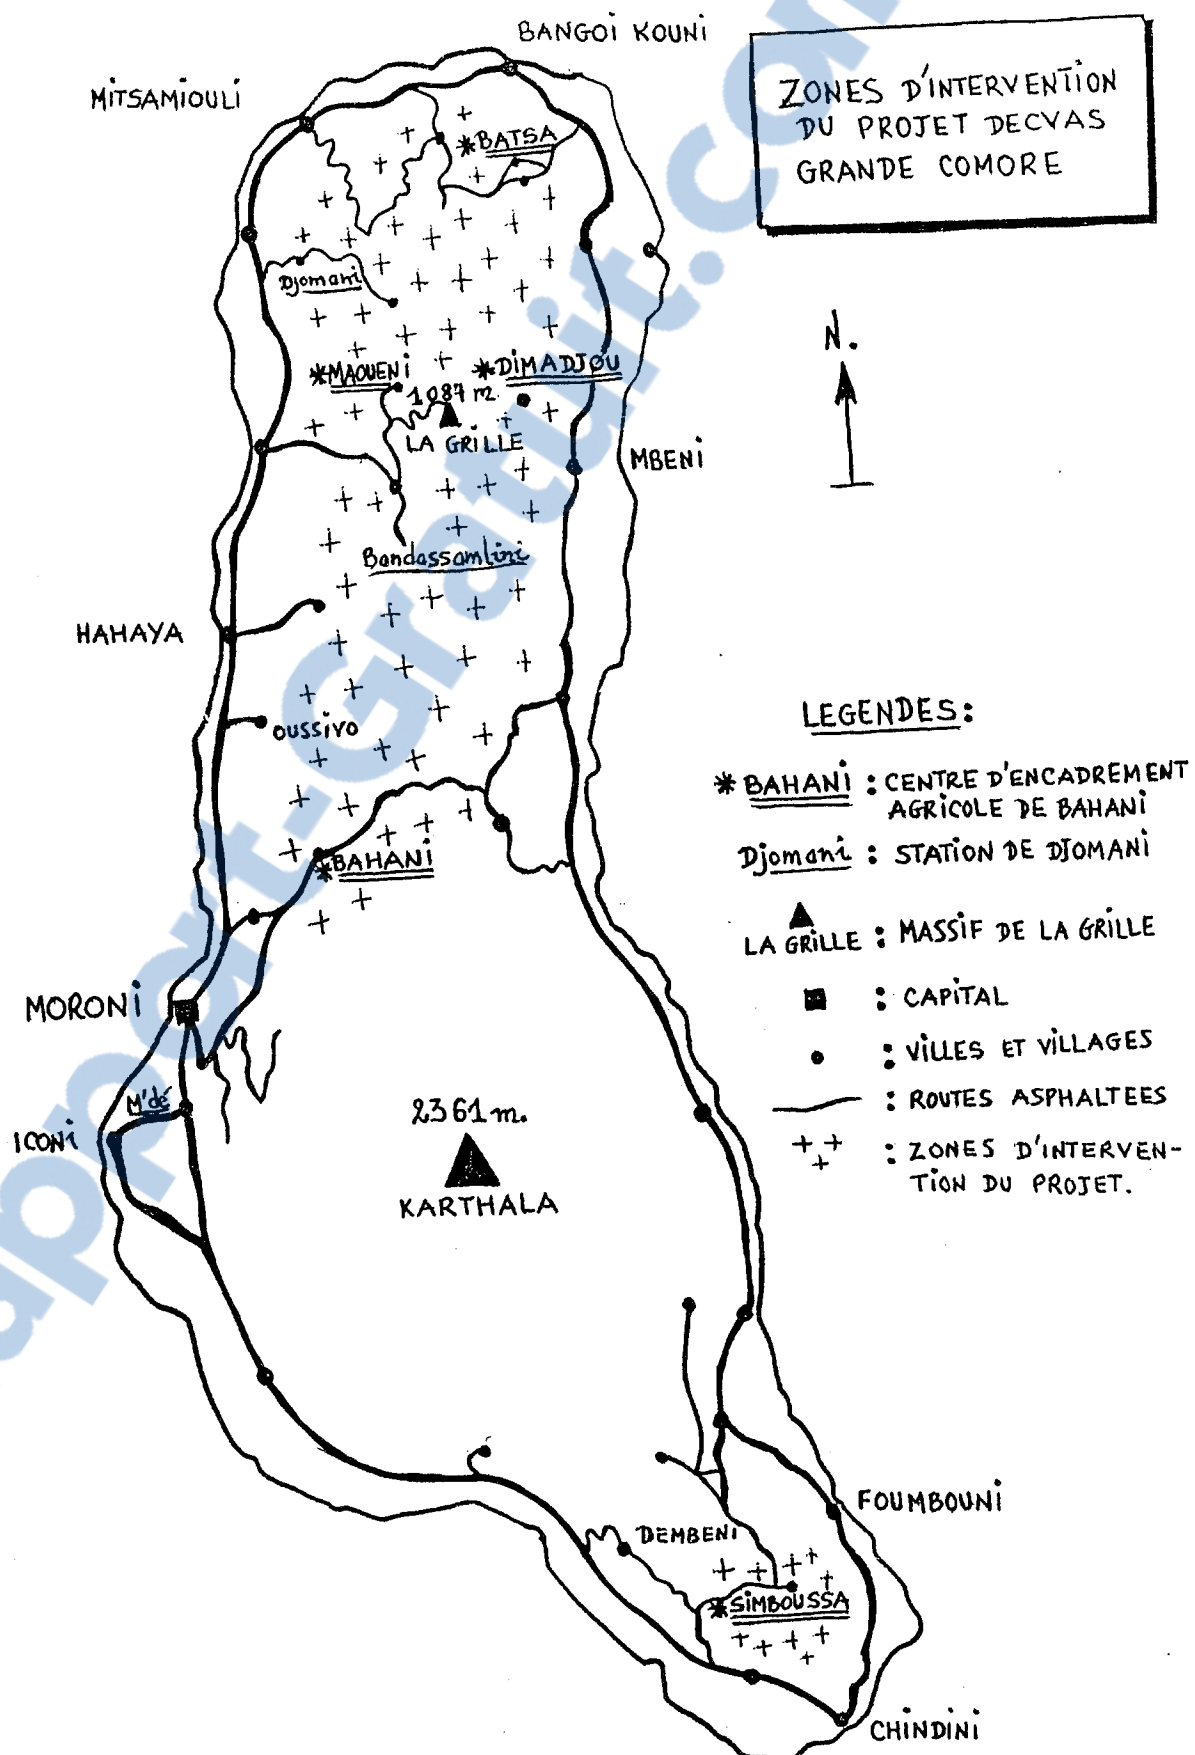 BANGOI KOUNI
MITSAMIOULI
ZONES D'INTERVENTION
DU PROJET DECVAS
GRANDE COMORE
*BATSA
Djomani
N.
*MAOUENI
*DIMADJOU
1087 m.
LA GRILLE
MBENI
Bandassamlini
HAHAYA
OUSSIVO
LEGENDES:
*BAHANI : CENTRE D'ENCADREMENT
AGRICOLE DE BAHANI
Djomani : STATION DE DJOMANI
*BAHANI
LA GRILLE : MASSIF DE LA GRILLE
MORONI
: CAPITAL
: VILLES ET VILLAGES
: ROUTES ASPHALTEES
: ZONES D'INTERVEN-
TION DU PROJET.
M'dé
ICONI
2361 m.
KARTHALA
FOUMBOUNI
DEMBENI
*SIMBOUSSA
CHINDINI
Rapport-Gratuit.com